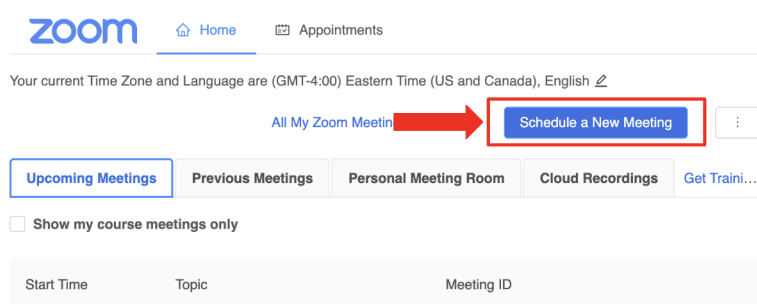 zoom Home Appointments
Your current Time Zone and Language are (GMT-4:00) Eastern Time (US and Canada), English
All My Zoom Schedule a New Meeting
Upcoming Meetings Previous Meetings Personal Meeting Room Cloud Recordings Get Traini...
Show my course meetings only
Start Time Topic Meeting ID